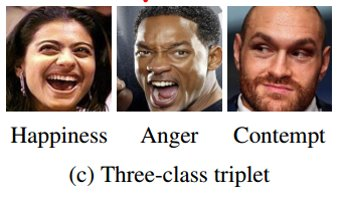 Happiness Anger Contempt
(c) Three-class triplet